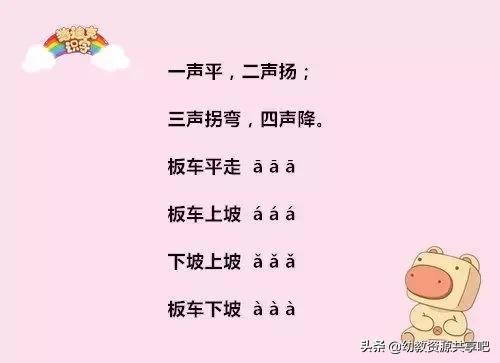 识字
一声平，二声扬；
三声拐弯，四声降。
板车平走 ā ā ā
板车上坡 á á á
下坡上坡 ǎ ǎ ǎ
板车下坡 à à à
头条 @幼教资源共享吧